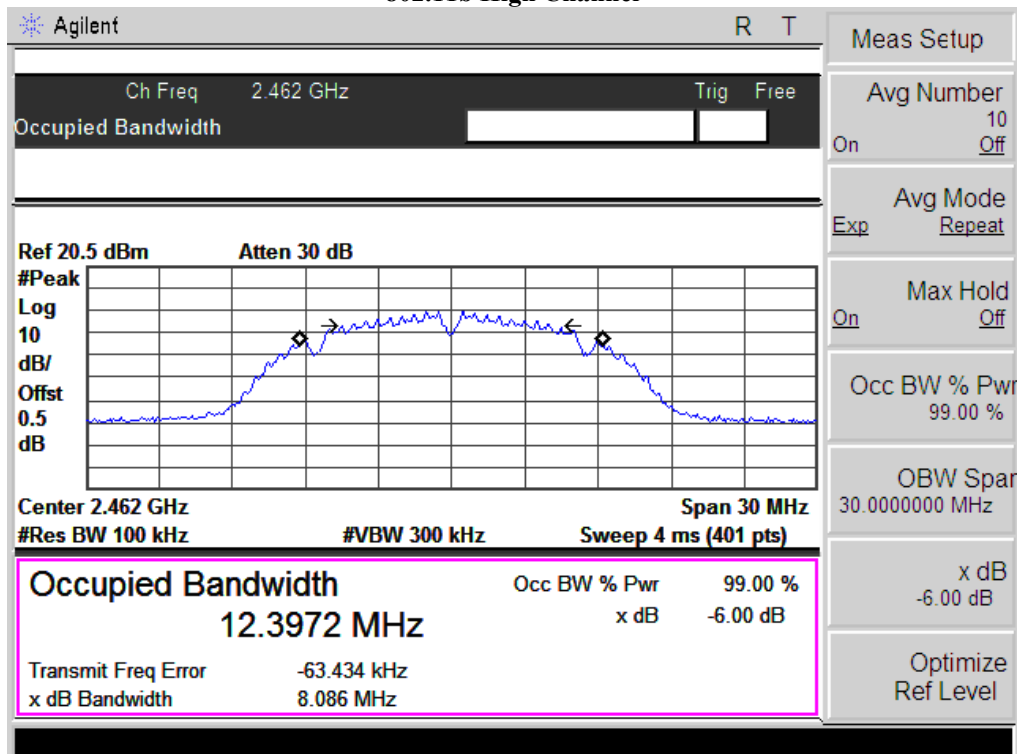 Agilent R T
Ch Freq 2.462 GHz Trig Free
Occupied Bandwidth
Ref 20.5 dBm Atten 30 dB
#Peak
Log
10
dB/
Offst
0.5
dB
Center 2.462 GHz Span 30 MHz
#Res BW 100 kHz #VBW 300 kHz Sweep 4 ms (401 pts)
Occupied Bandwidth Occ BW % Pwr 99.00 %
12.3972 MHz x dB -6.00 dB
Transmit Freq Error -63.434 kHz
x dB Bandwidth 8.086 MHz
Meas Setup
Avg Number
10
On Off
Avg Mode
Exp Repeat
Max Hold
On Off
Occ BW % Pwr
99.00 %
OBW Span
30.0000000 MHz
x dB
-6.00 dB
Optimize
Ref Level